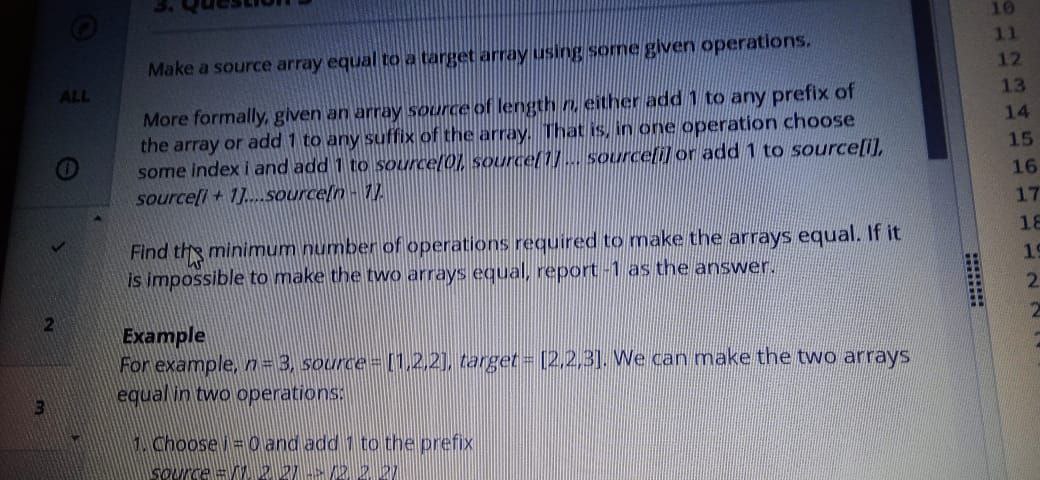 3. Question 3
ALL
Make a source array equal to a target array using some given operations.
More formally, given an array source of length n, either add 1 to any prefix of
the array or add 1 to any suffix of the array. That is, in one operation choose
some index i and add 1 to source[0], source[1].... source[i] or add 1 to source[i],
source[i + 1]....source[n - 1].
Find the minimum number of operations required to make the arrays equal. If it
is impossible to make the two arrays equal, report -1 as the answer.
2
Example
For example, n = 3, source = [1,2,2], target = [2,2,3]. We can make the two arrays
equal in two operations:
3
1. Choose i = 0 and add 1 to the prefix
source = [1, 2, 2] -> [2, 2, 2]
10
11
12
13
14
15
16
17
18